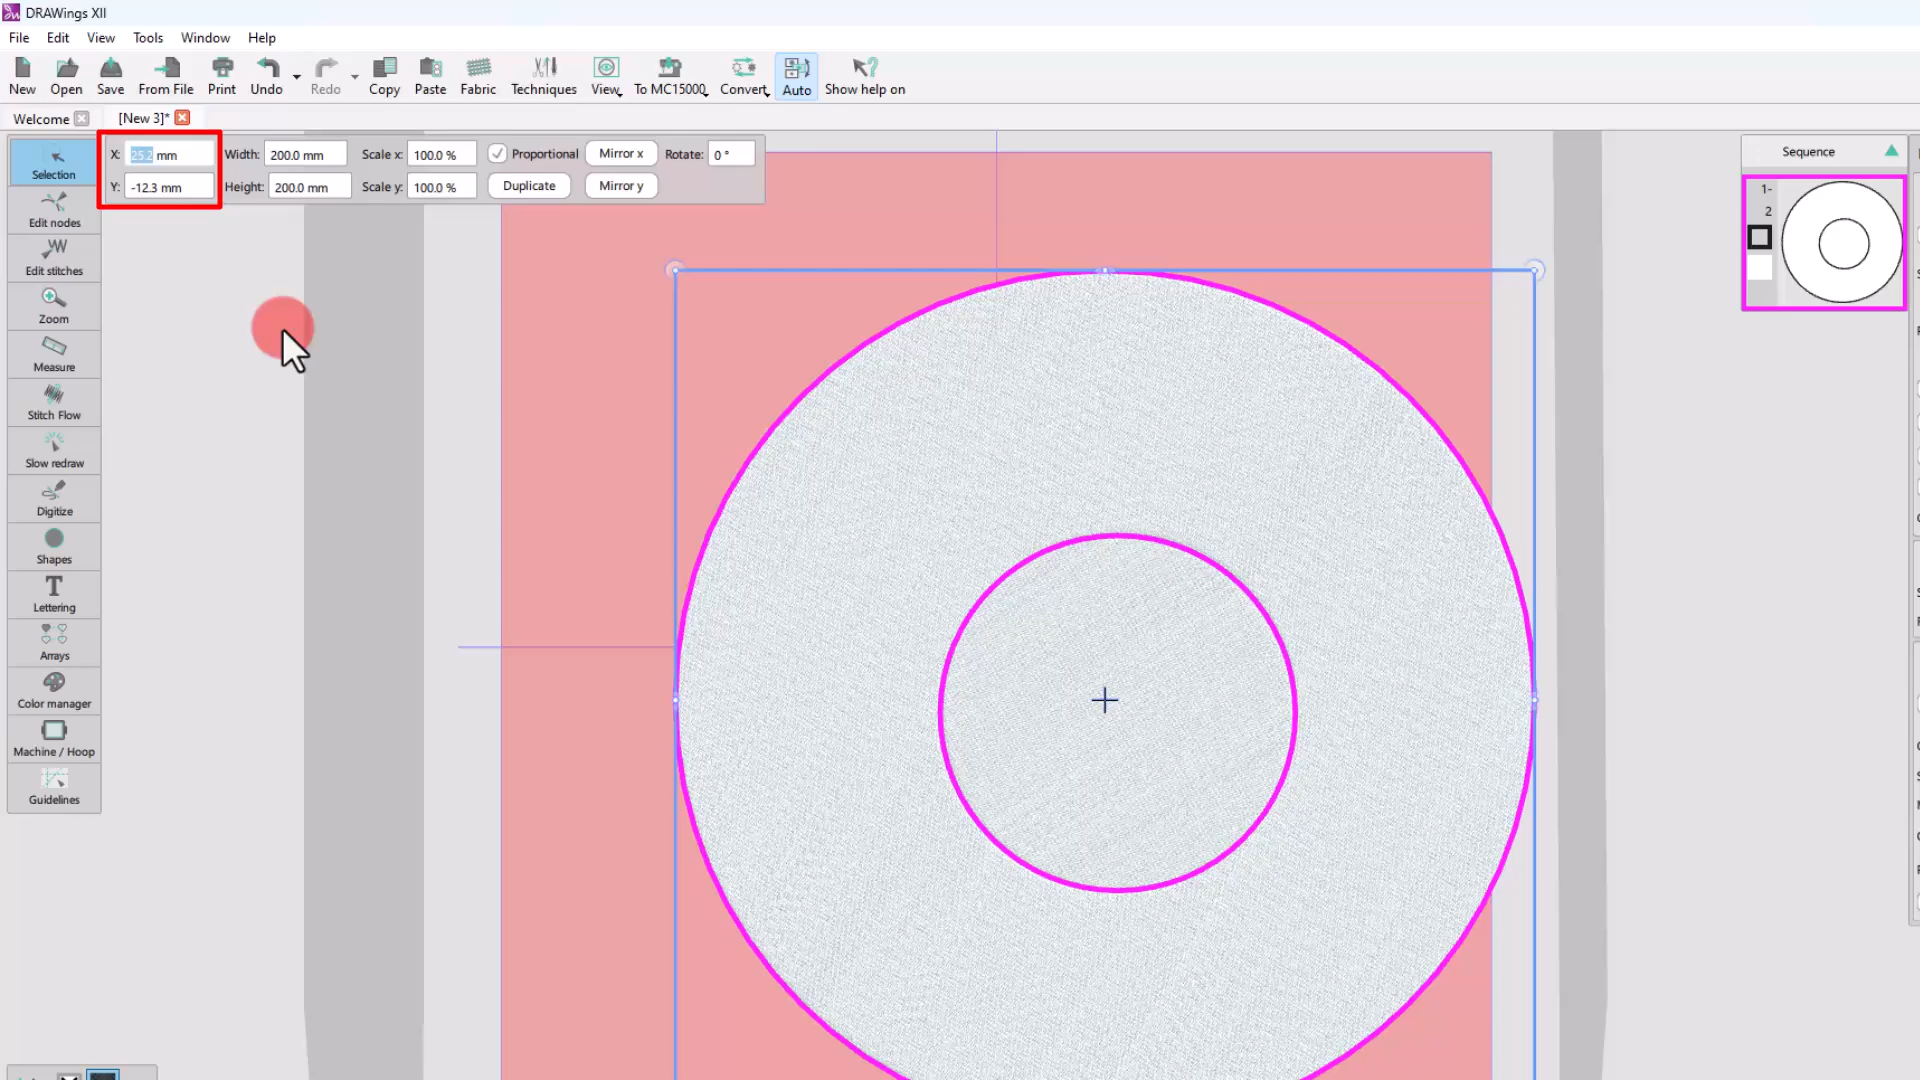 DRAWings XII
File Edit View Tools Window Help
New Open Save From File Print Undo Redo Copy Paste Fabric Techniques View To MC15000 Convert Auto Show help on
Welcome [New 3]*
X: 25.2 mm Width: 200.0 mm Scale x: 100.0 % Proportional Mirror x Rotate: 0 °
Y: -12.3 mm Height: 200.0 mm Scale y: 100.0 % Duplicate Mirror y
Selection
Edit nodes
Edit stitches
Zoom
Measure
Stitch Flow
Slow redraw
Digitize
Shapes
Lettering
Arrays
Color manager
Machine / Hoop
Guidelines
Sequence
1-
2